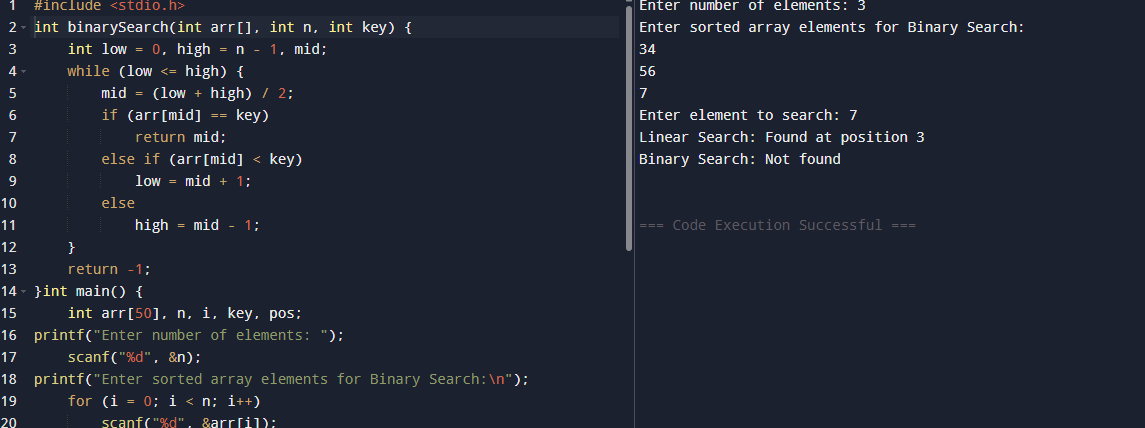 1 #include <stdio.h>
2 int binarySearch(int arr[], int n, int key) {
3     int low = 0, high = n - 1, mid;
4     while (low <= high) {
5         mid = (low + high) / 2;
6         if (arr[mid] == key)
7             return mid;
8         else if (arr[mid] < key)
9             low = mid + 1;
10         else
11             high = mid - 1;
12     }
13     return -1;
14 }int main() {
15     int arr[50], n, i, key, pos;
16 printf("Enter number of elements: ");
17     scanf("%d", &n);
18 printf("Enter sorted array elements for Binary Search:\n");
19     for (i = 0; i < n; i++)
20         scanf("%d", &arr[i]);
Enter number of elements: 3
Enter sorted array elements for Binary Search:
34
56
7
Enter element to search: 7
Linear Search: Found at position 3
Binary Search: Not found
=== Code Execution Successful ===